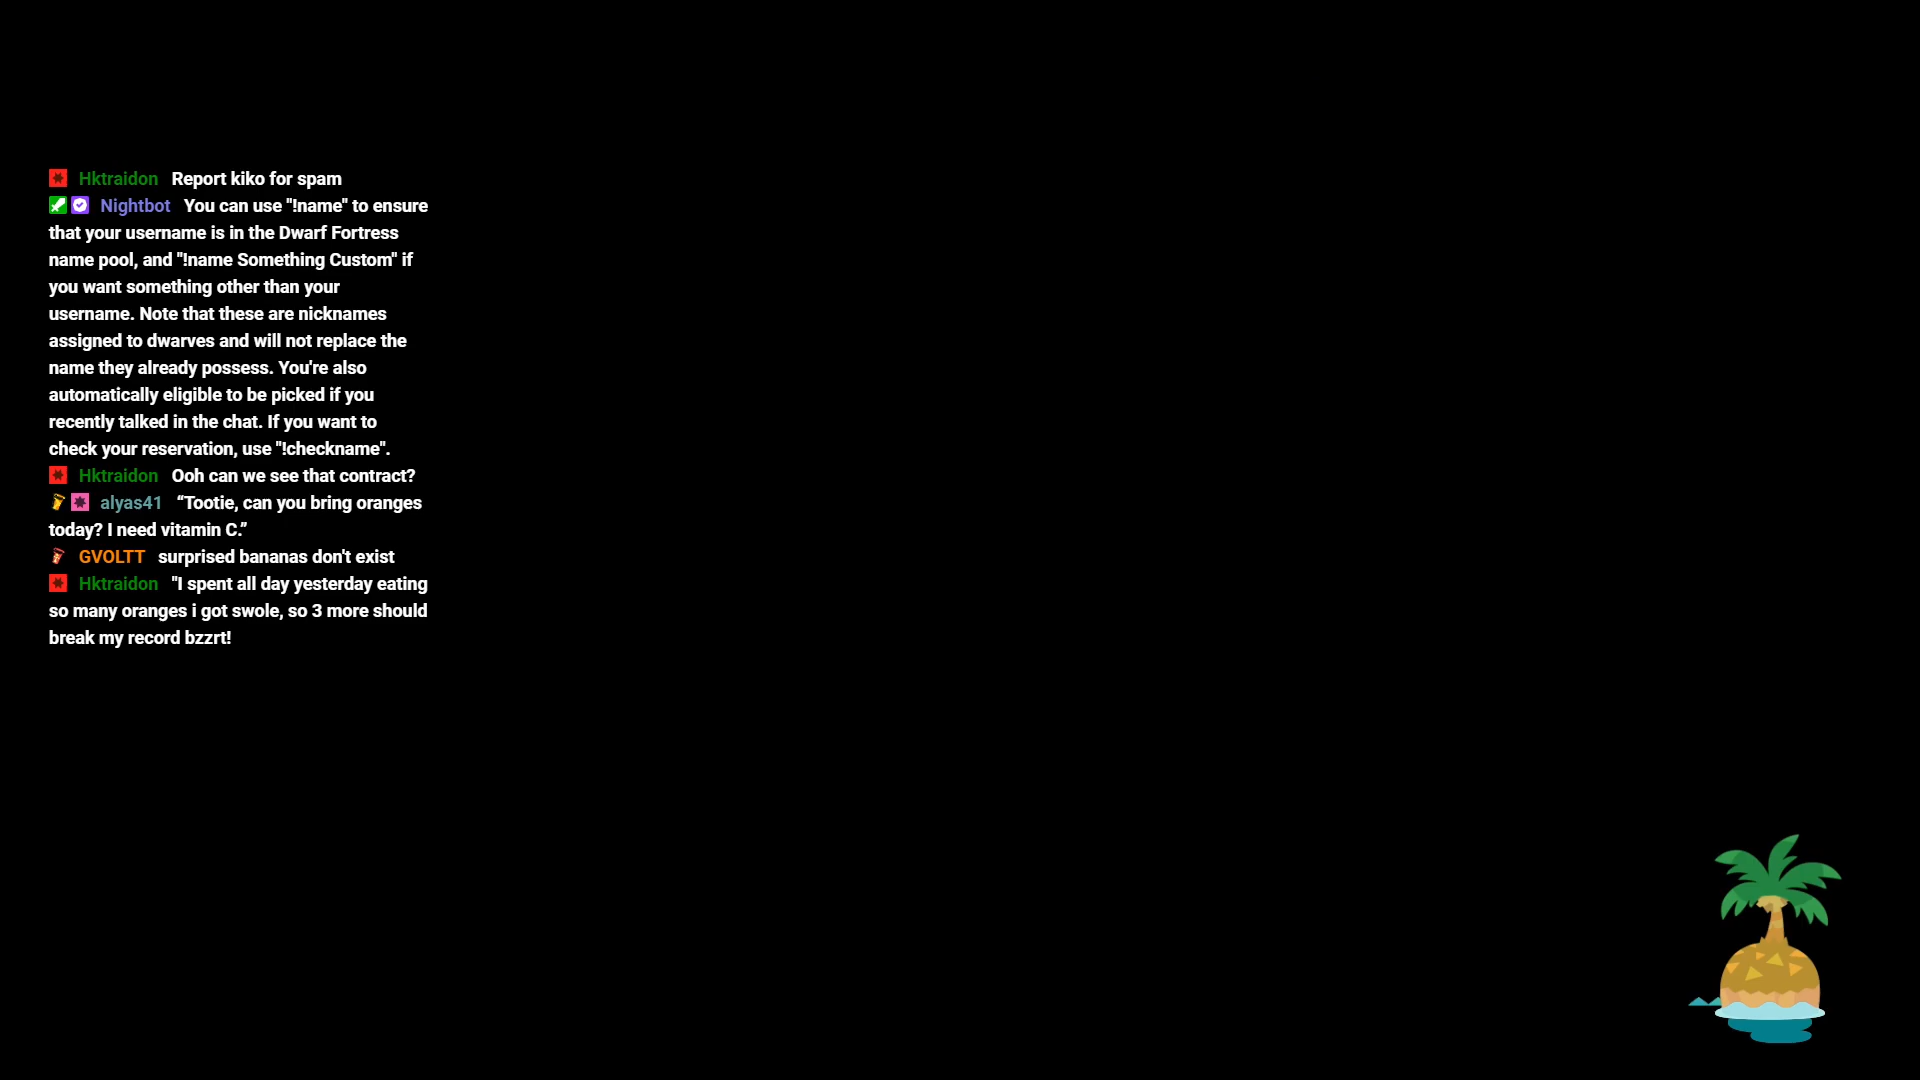 Hktraidon Report kiko for spam
Nightbot You can use "!name" to ensure
that your username is in the Dwarf Fortress
name pool, and "!name Something Custom" if
you want something other than your
username. Note that these are nicknames
assigned to dwarves and will not replace the
name they already possess. You're also
automatically eligible to be picked if you
recently talked in the chat. If you want to
check your reservation, use "!checkname".
Hktraidon Ooh can we see that contract?
alyas41 “Tootie, can you bring oranges
today? I need vitamin C.”
GVOLTT surprised bananas don't exist
Hktraidon "I spent all day yesterday eating
so many oranges i got swole, so 3 more should
break my record bzzrt!